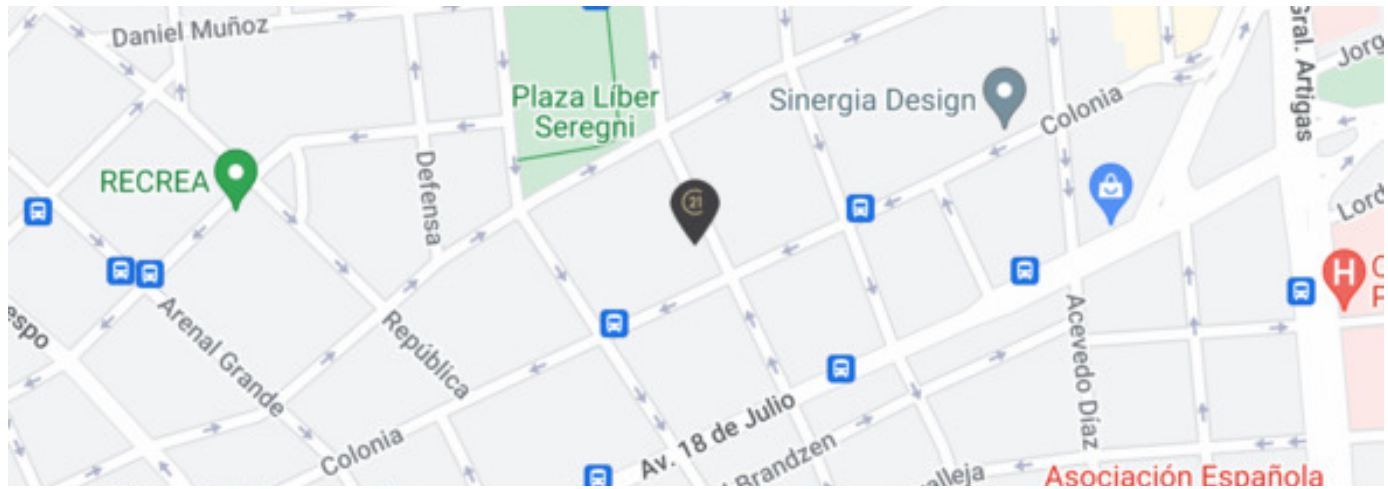 Daniel Muñoz
Plaza Líber
Seregni
Sinergia Design
Colonia
Gral. Artigas
RECREA
Defensa
21
H
Arenal Grande
República
Acevedo Díaz
Colonia
Av. 18 de Julio
Brandzen
Asociación Española